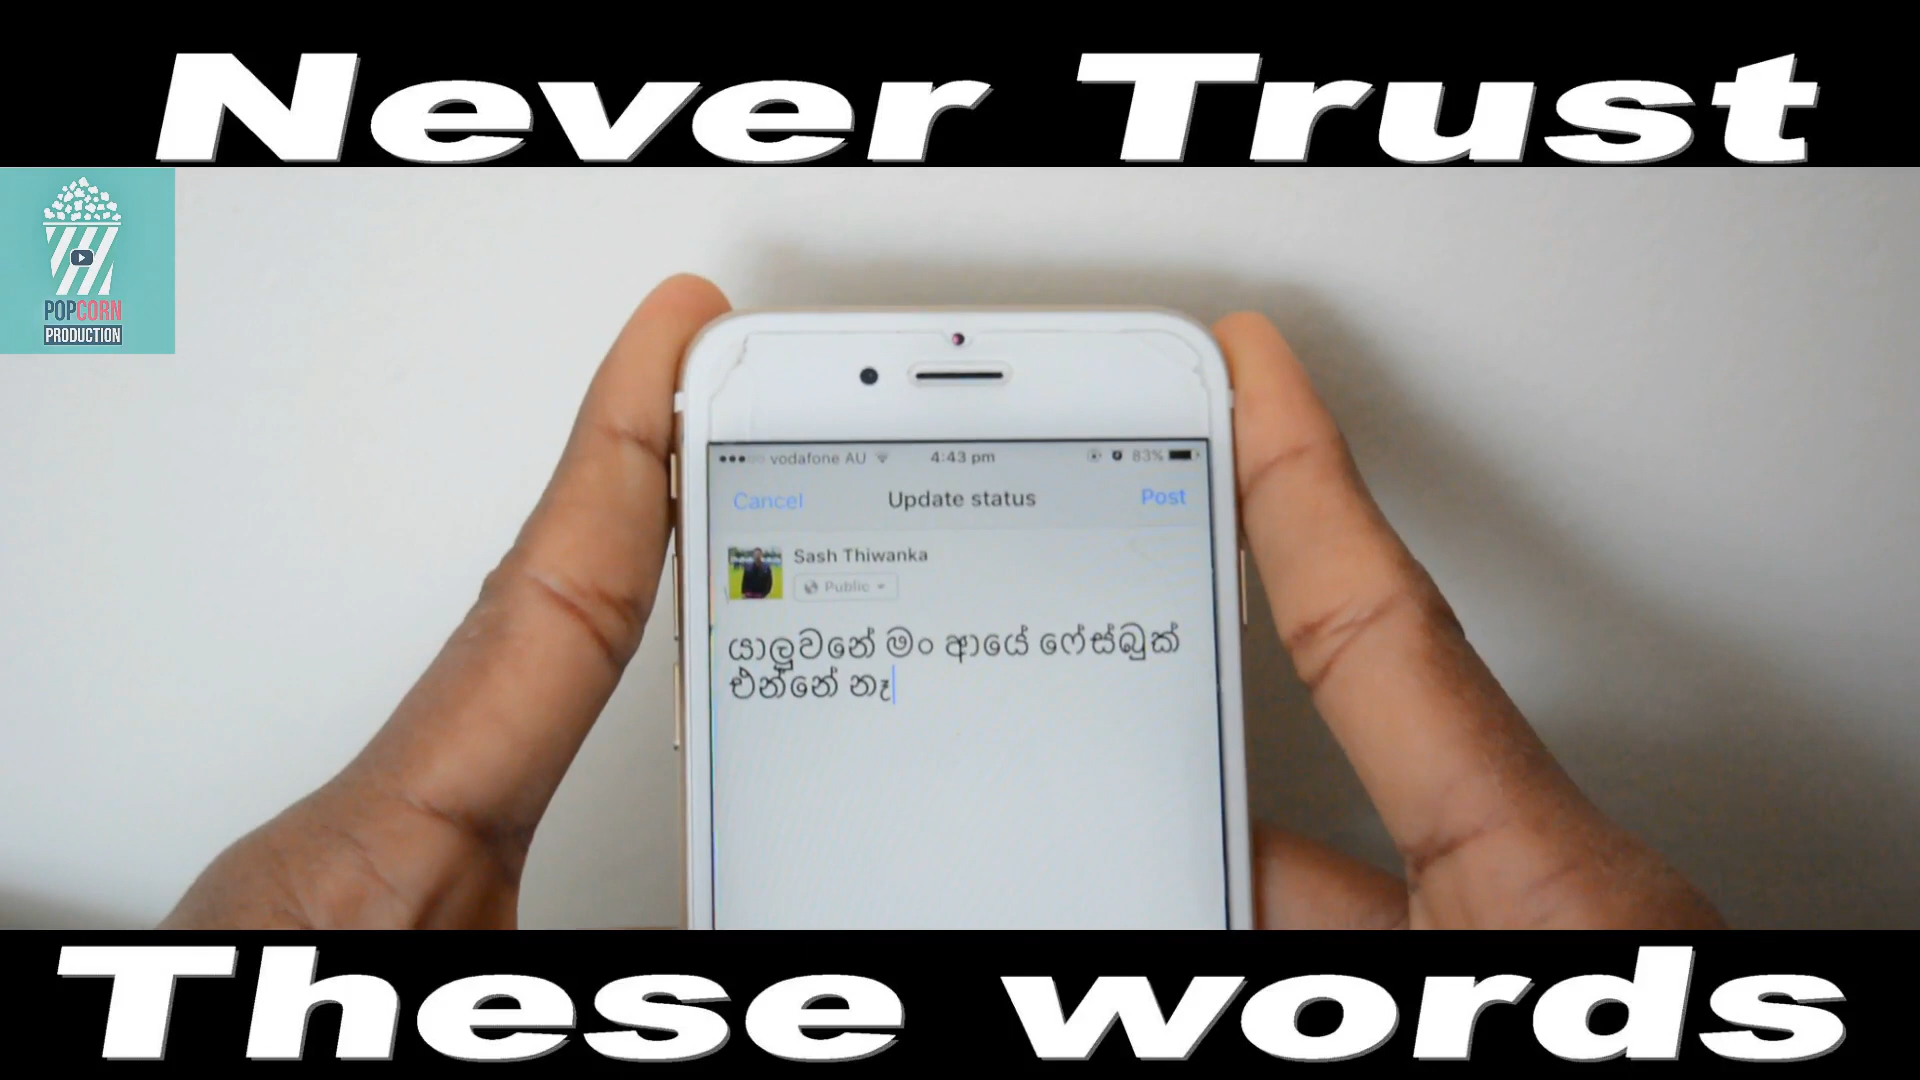 Never Trust
POPCORN
PRODUCTION
vodafone AU 4:43 pm 83%
Cancel Update status Post
Sash Thiwanka
Public
යාලුවනේ මං ආයේ ෆේස්බුක්
එන්නේ නෑ
These words